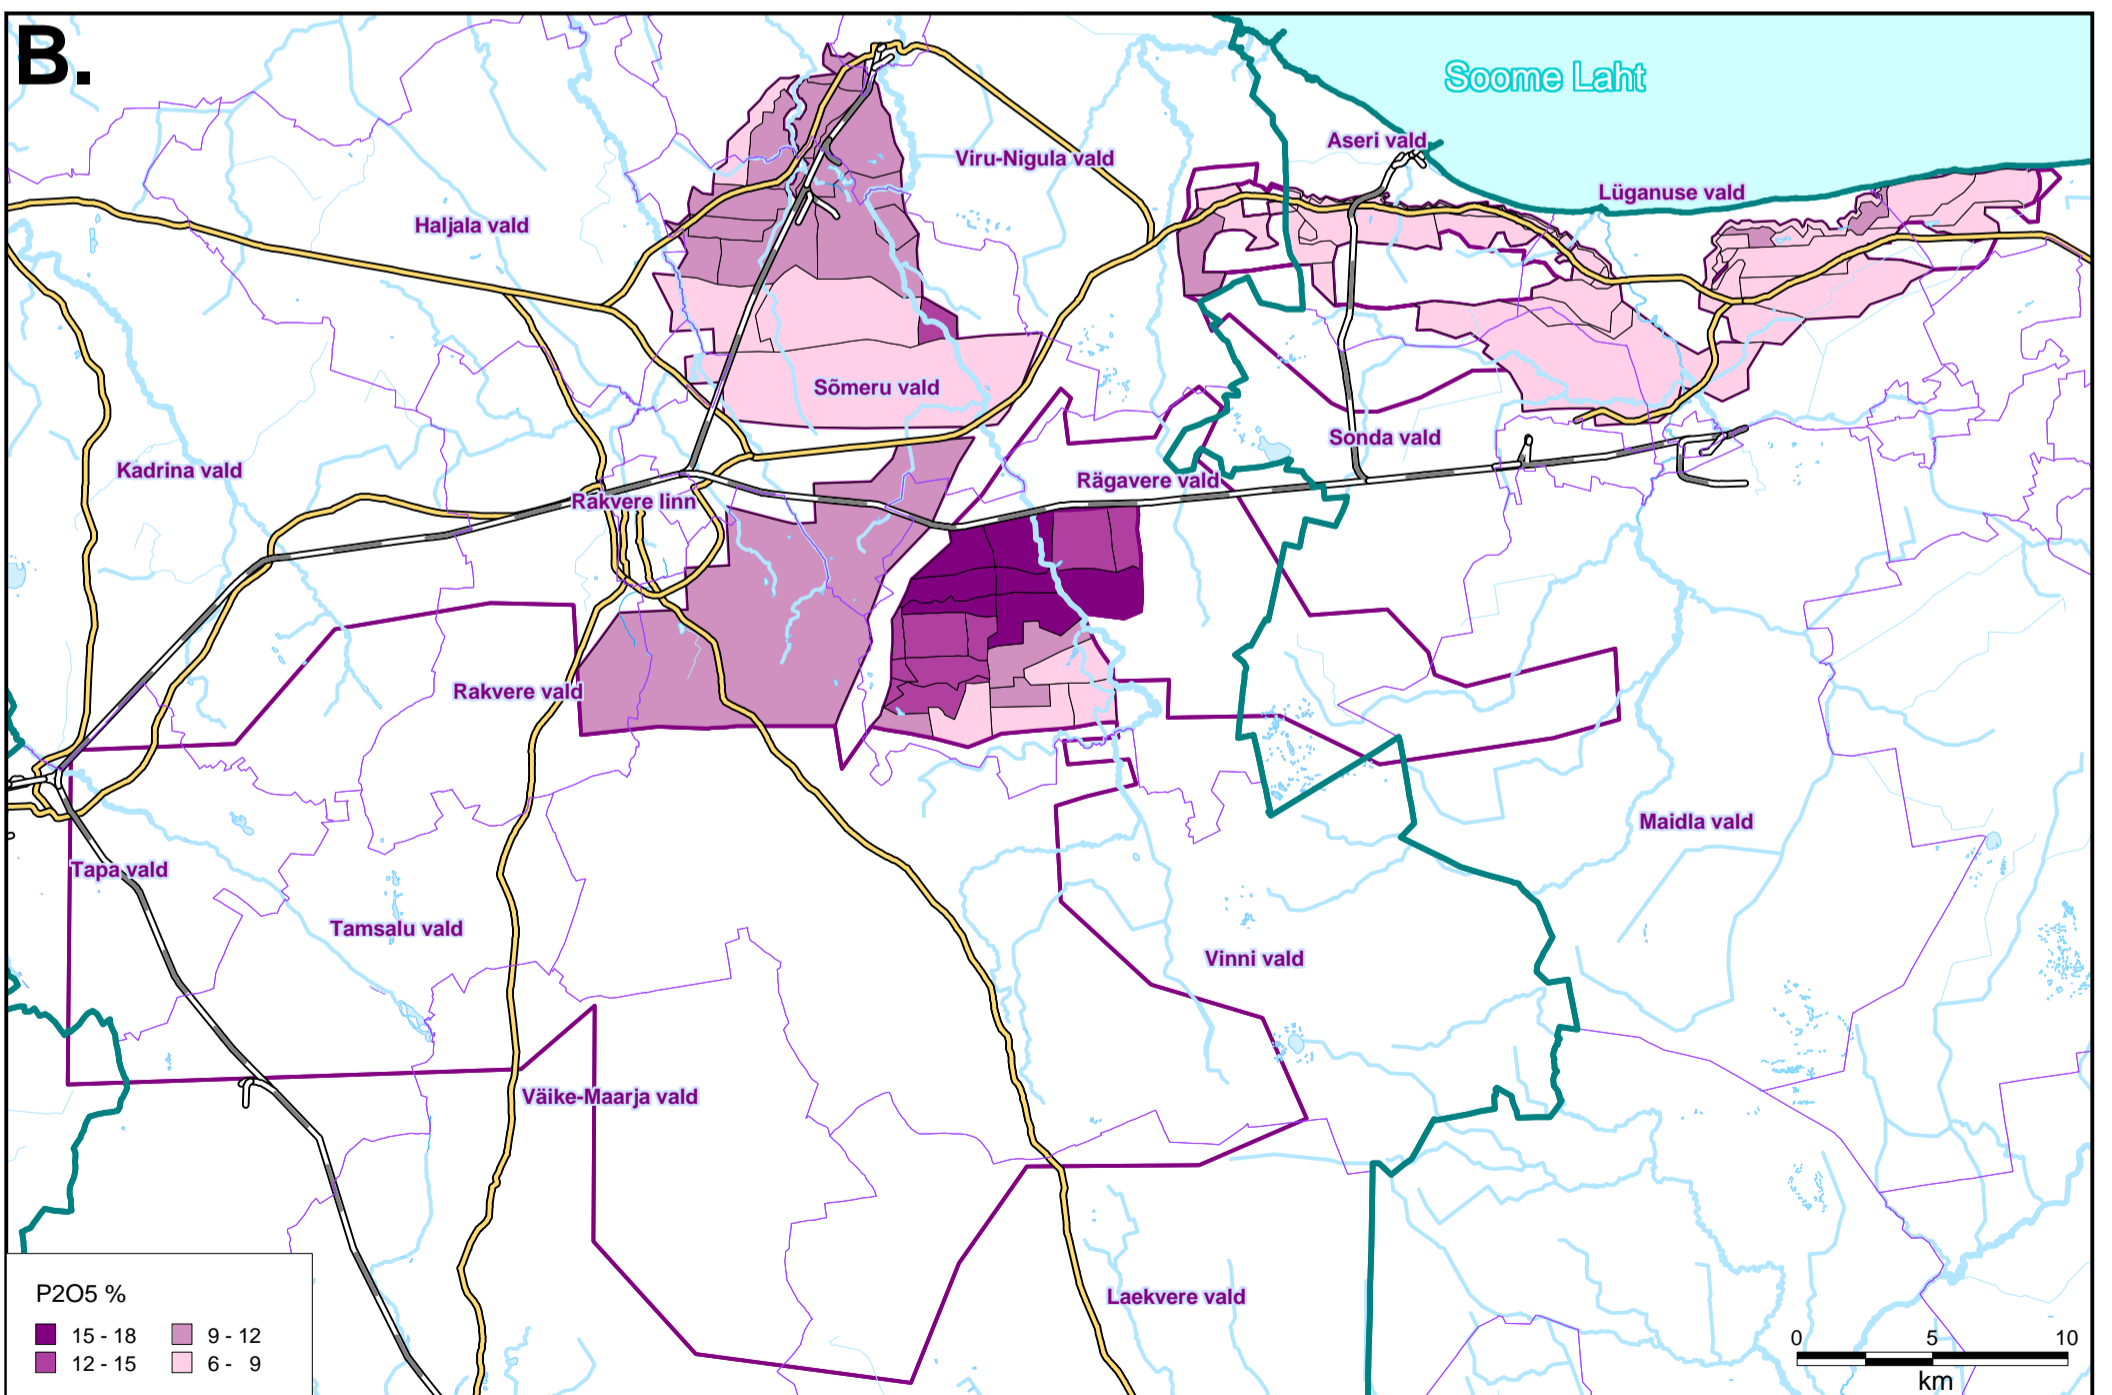 B.
Soome Laht
Aseri vald
Viru-Nigula vald
Lüganuse vald
Haljala vald
Sõmeru vald
Sonda vald
Kadrina vald
Rägavere vald
Rakvere linn
Rakvere vald
Maidla vald
Tapa vald
Tamsalu vald
Vinni vald
Väike-Maarja vald
Laekvere vald
P2O5 %
15 - 18
9 - 12
12 - 15
6 - 9
0 5 10
km